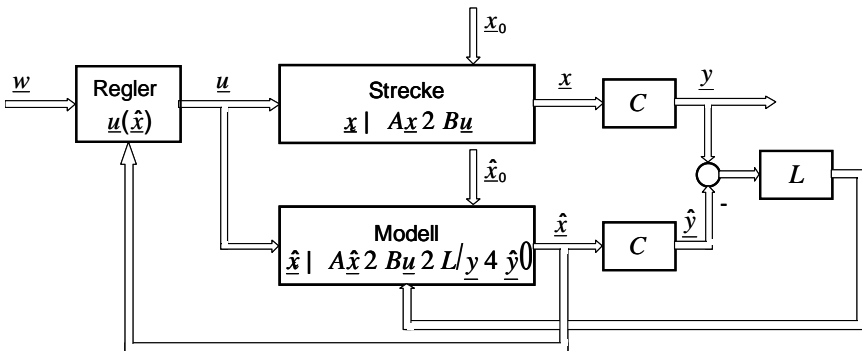 x₀
w
Regler
u(x̂)
u
Strecke
x | Ax 2 Bu
x
C
y
x̂₀
L
Modell
x̂ | Ax̂ 2 Bu 2 L/y 4 ŷ0
x̂
C
ŷ
-